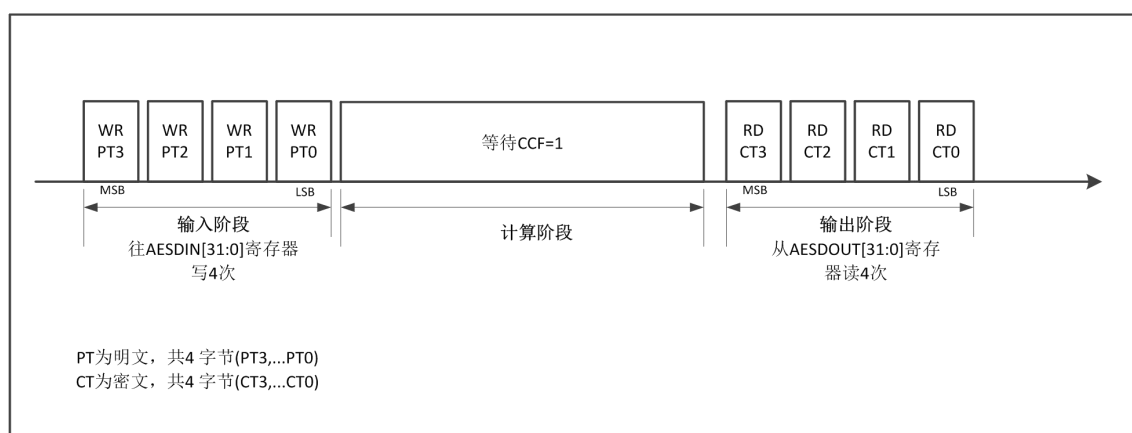 WR
PT3
WR
PT2
WR
PT1
WR
PT0
等待CCF=1
RD
CT3
RD
CT2
RD
CT1
RD
CT0
MSB
LSB
MSB
LSB
输入阶段
往AESDIN[31:0]寄存器
写4次
计算阶段
输出阶段
从AESDOUT[31:0]寄存
器读4次
PT为明文，共4 字节(PT3,...PT0)
CT为密文，共4 字节(CT3,...CT0)